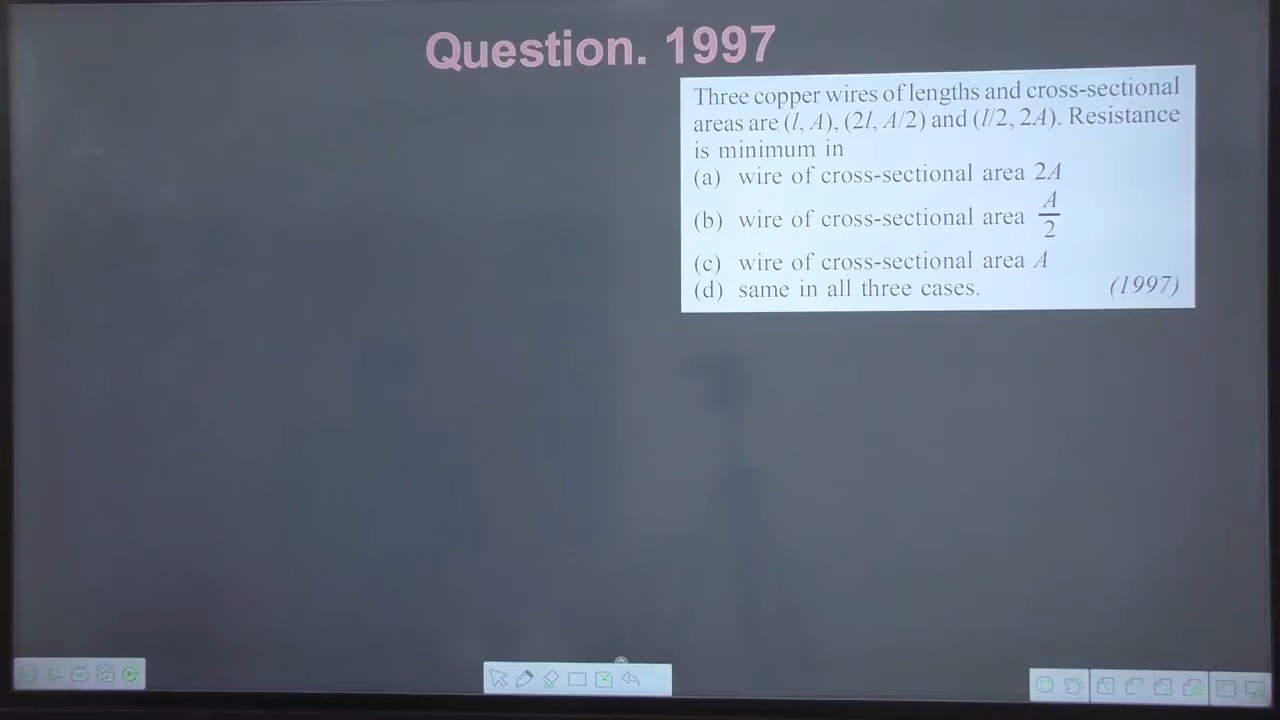 Question. 1997
Three copper wires of lengths and cross-sectional
areas are (l, A), (2l, A/2) and (l/2, 2A). Resistance
is minimum in
(a) wire of cross-sectional area 2A
(b) wire of cross-sectional area A/2
(c) wire of cross-sectional area A
(d) same in all three cases. (1997)